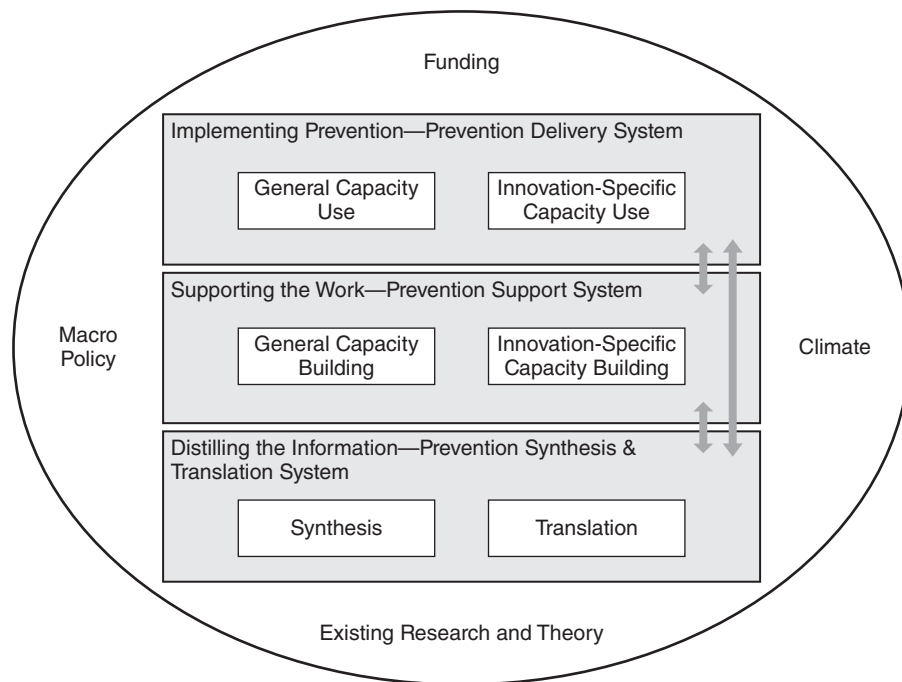 Funding
Implementing Prevention—Prevention Delivery System
General Capacity
Use
Innovation-Specific
Capacity Use
Supporting the Work—Prevention Support System
General Capacity
Building
Innovation-Specific
Capacity Building
Macro
Policy
Climate
Distilling the Information—Prevention Synthesis &
Translation System
Synthesis
Translation
Existing Research and Theory